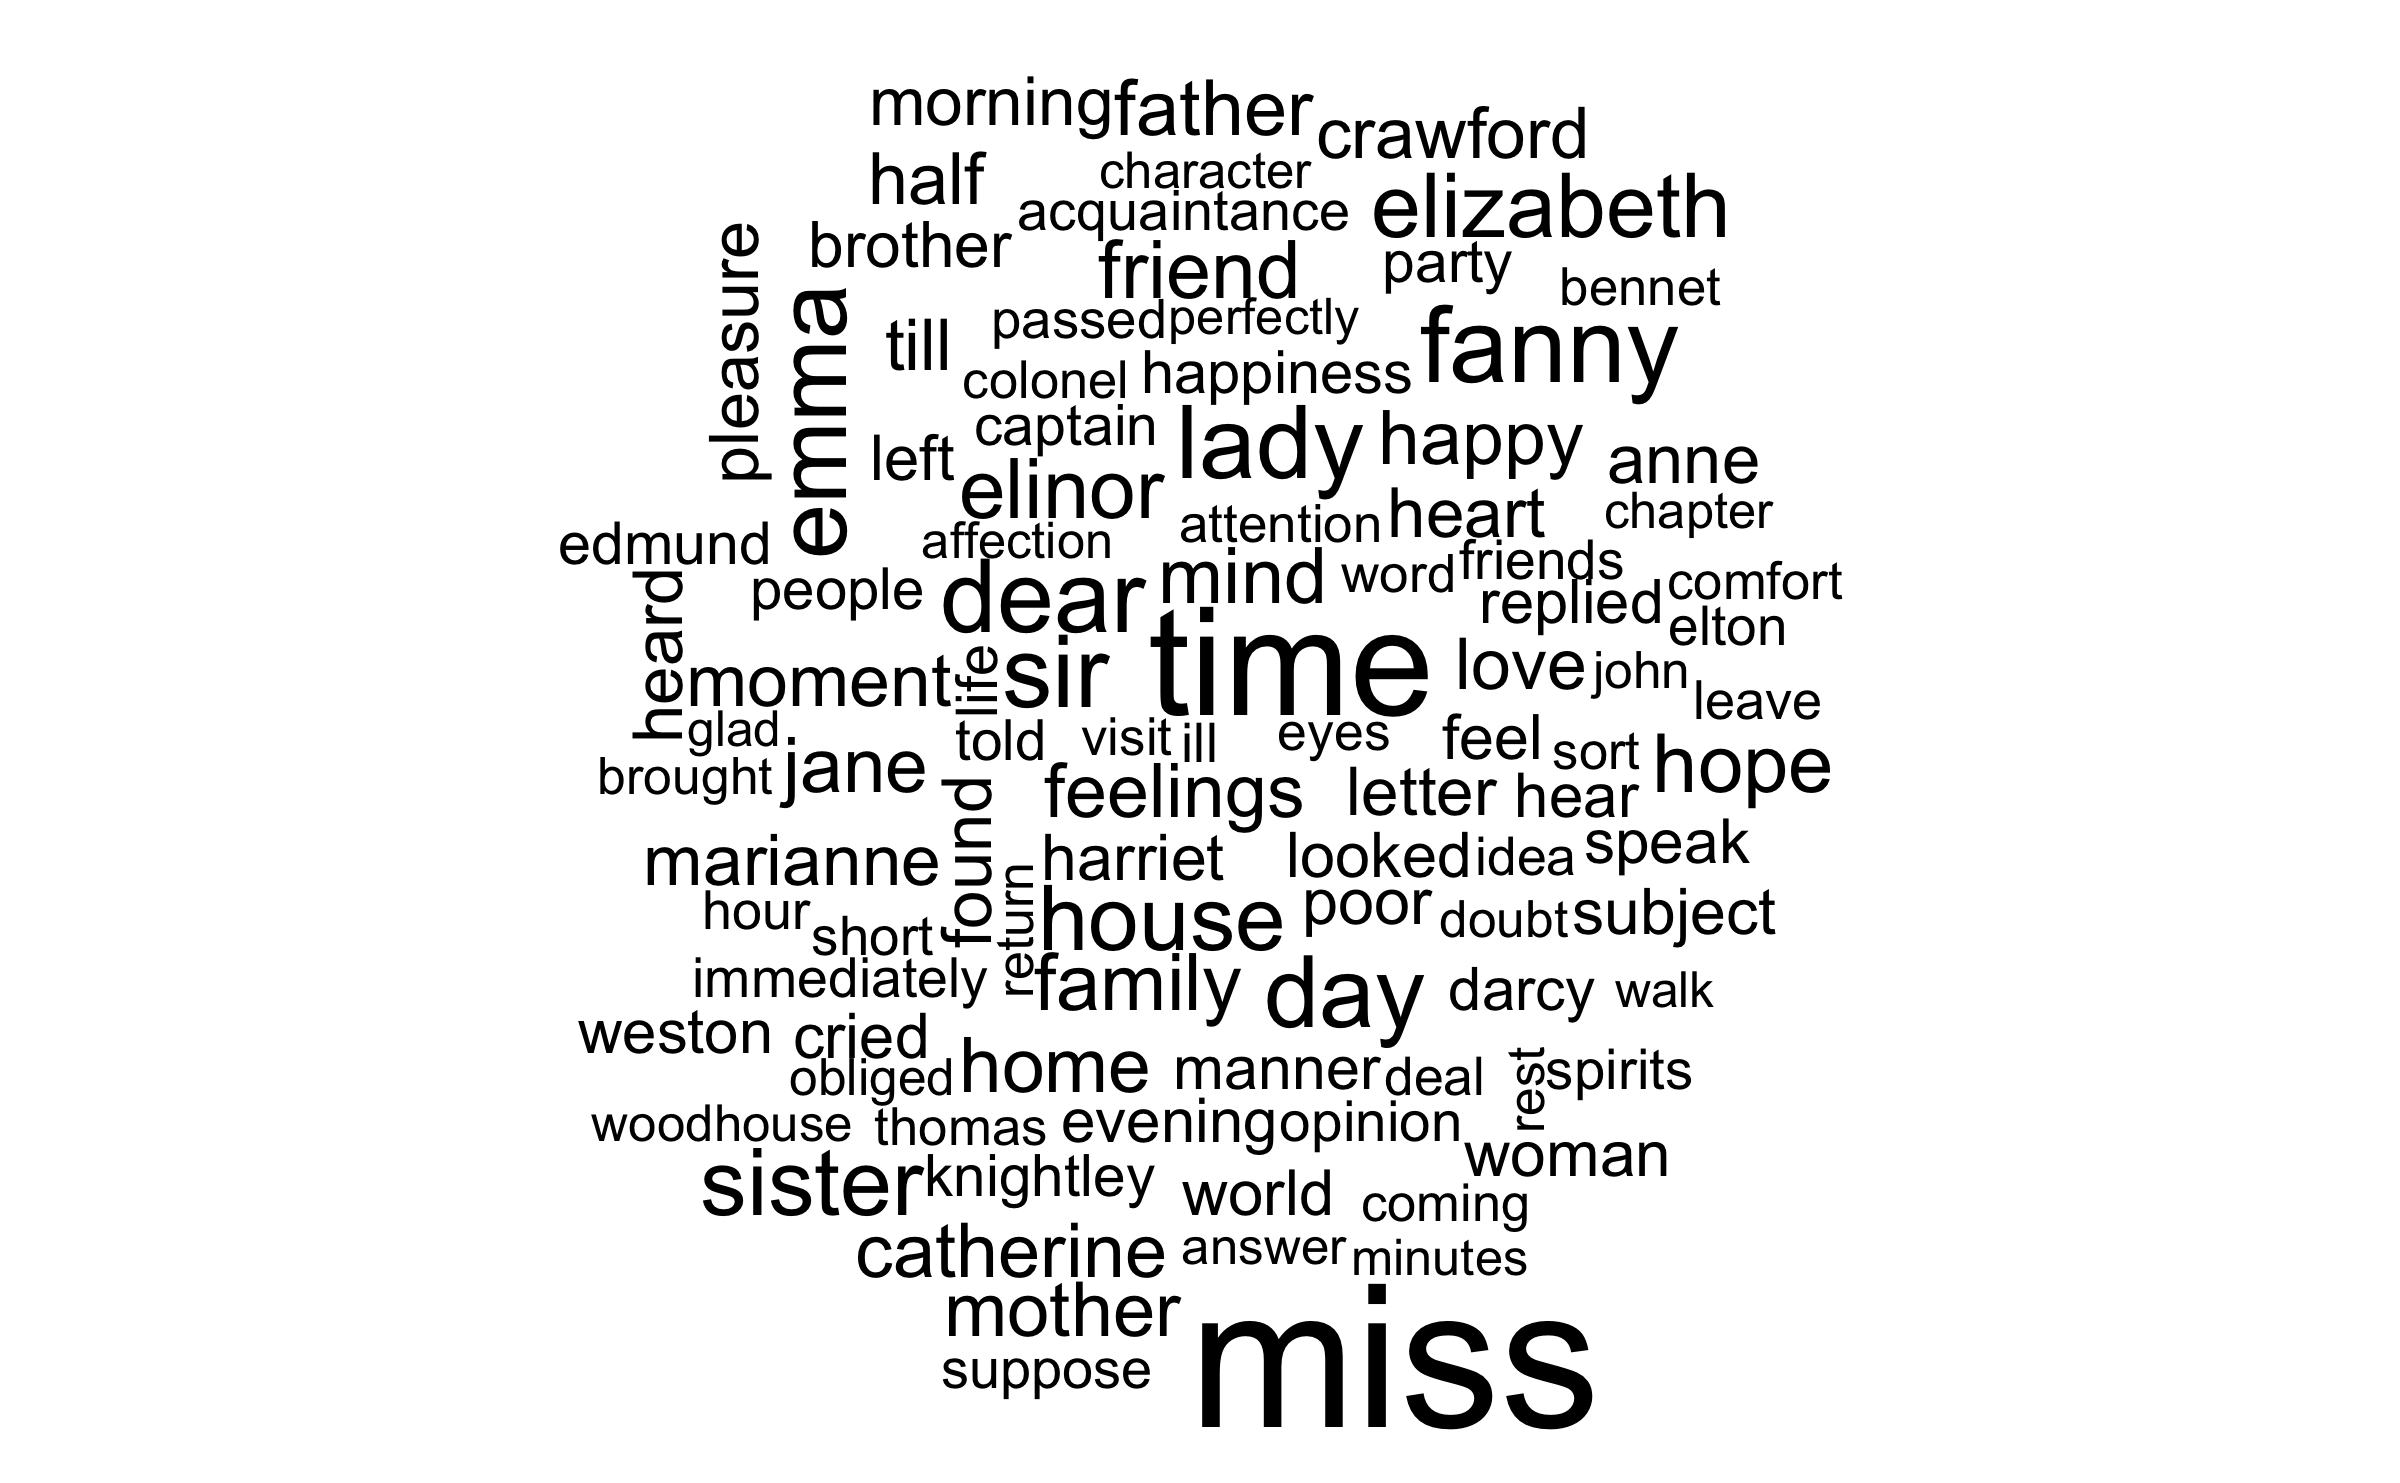 morning father crawford
half character
acquaintance elizabeth
brother friend party bennet
pleasure
emma
till passed perfectly fanny
colonel happiness
captain lady happy anne
left elinor
attention heart chapter
edmund affection
people dear mind word friends comfort
replied elton
heard
moment life sir time love john leave
glad told visit ill eyes feel sort hope
brought jane feelings letter hear
found
marianne harriet looked idea speak
hour short return house poor doubt subject
immediately family day darcy walk
weston cried
obliged home manner deal rest spirits
woodhouse thomas evening opinion
woman
sister knightley world coming
catherine answer minutes
mother
suppose miss